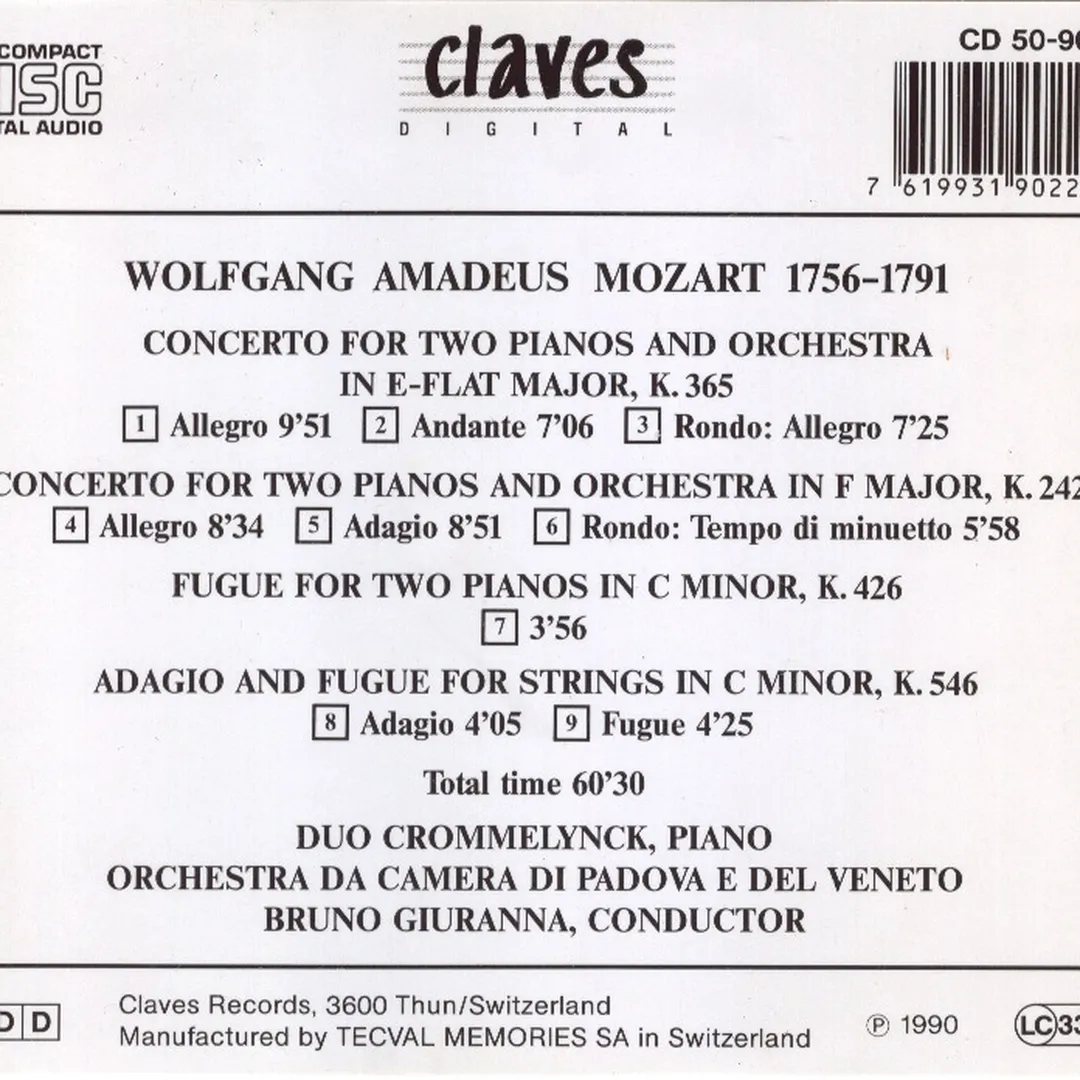 COMPACT
DISC
DIGITAL AUDIO
claves
DIGITAL
CD 50-90
7 619931 9022
WOLFGANG AMADEUS MOZART 1756–1791
CONCERTO FOR TWO PIANOS AND ORCHESTRA
IN E-FLAT MAJOR, K. 365
1 Allegro 9’51 2 Andante 7’06 3 Rondo: Allegro 7’25
CONCERTO FOR TWO PIANOS AND ORCHESTRA IN F MAJOR, K. 242
4 Allegro 8’34 5 Adagio 8’51 6 Rondo: Tempo di minuetto 5’58
FUGUE FOR TWO PIANOS IN C MINOR, K. 426
7 3’56
ADAGIO AND FUGUE FOR STRINGS IN C MINOR, K. 546
8 Adagio 4’05 9 Fugue 4’25
Total time 60’30
DUO CROMMELYNCK, PIANO
ORCHESTRA DA CAMERA DI PADOVA E DEL VENETO
BRUNO GIURANNA, CONDUCTOR
D D
Claves Records, 3600 Thun/Switzerland
Manufactured by TECVAL MEMORIES SA in Switzerland
℗ 1990
LC 33